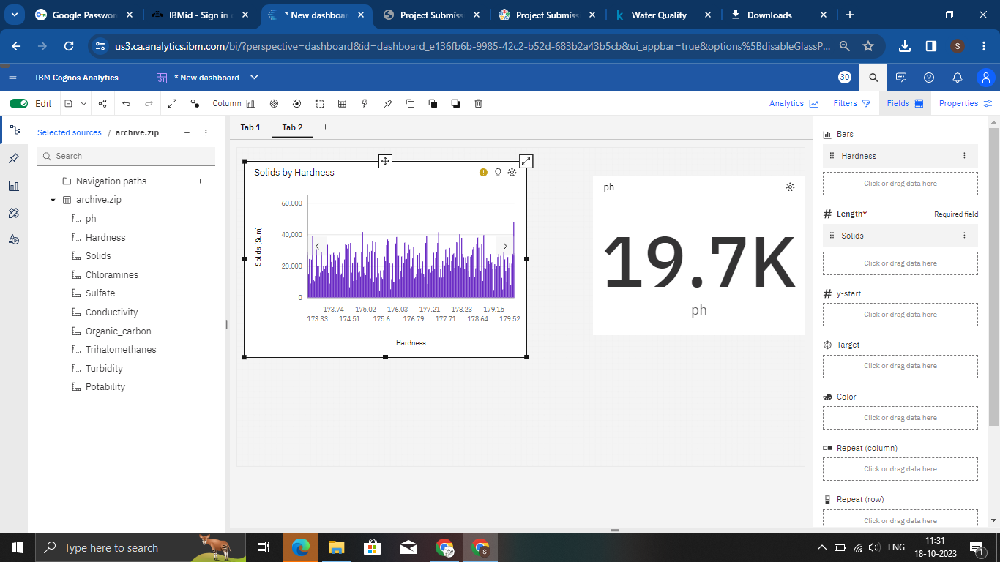 Google Passwor
IBMid - Sign in
* New dashboar
Project Submiss
Project Submiss
Water Quality
Downloads
us3.ca.analytics.ibm.com/bi/?perspective=dashboard&id=dashboard_e136fb6b-9985-42c2-b52d-683b2a43b5cb&ui_appbar=true&options%5BdisableGlassP...
S
IBM Cognos Analytics
* New dashboard
30
Edit
Column
Analytics
Filters
Fields
Properties
Selected sources / archive.zip
Search
Navigation paths
archive.zip
ph
Hardness
Solids
Chloramines
Sulfate
Conductivity
Organic_carbon
Trihalomethanes
Turbidity
Potability
Tab 1
Tab 2
Solids by Hardness
Solids (Sum)
60,000
40,000
20,000
0
173.74 175.02 176.03 177.21 178.23 179.15
173.33 174.51 175.6 176.79 177.71 178.64 179.52
Hardness
ph
19.7K
ph
Bars
Hardness
Click or drag data here
# Length* Required field
Solids
Click or drag data here
# y-start
Click or drag data here
Target
Click or drag data here
Color
Click or drag data here
Repeat (column)
Click or drag data here
Repeat (row)
Click or drag data here
Type here to search
S
ENG
11:31
18-10-2023
1